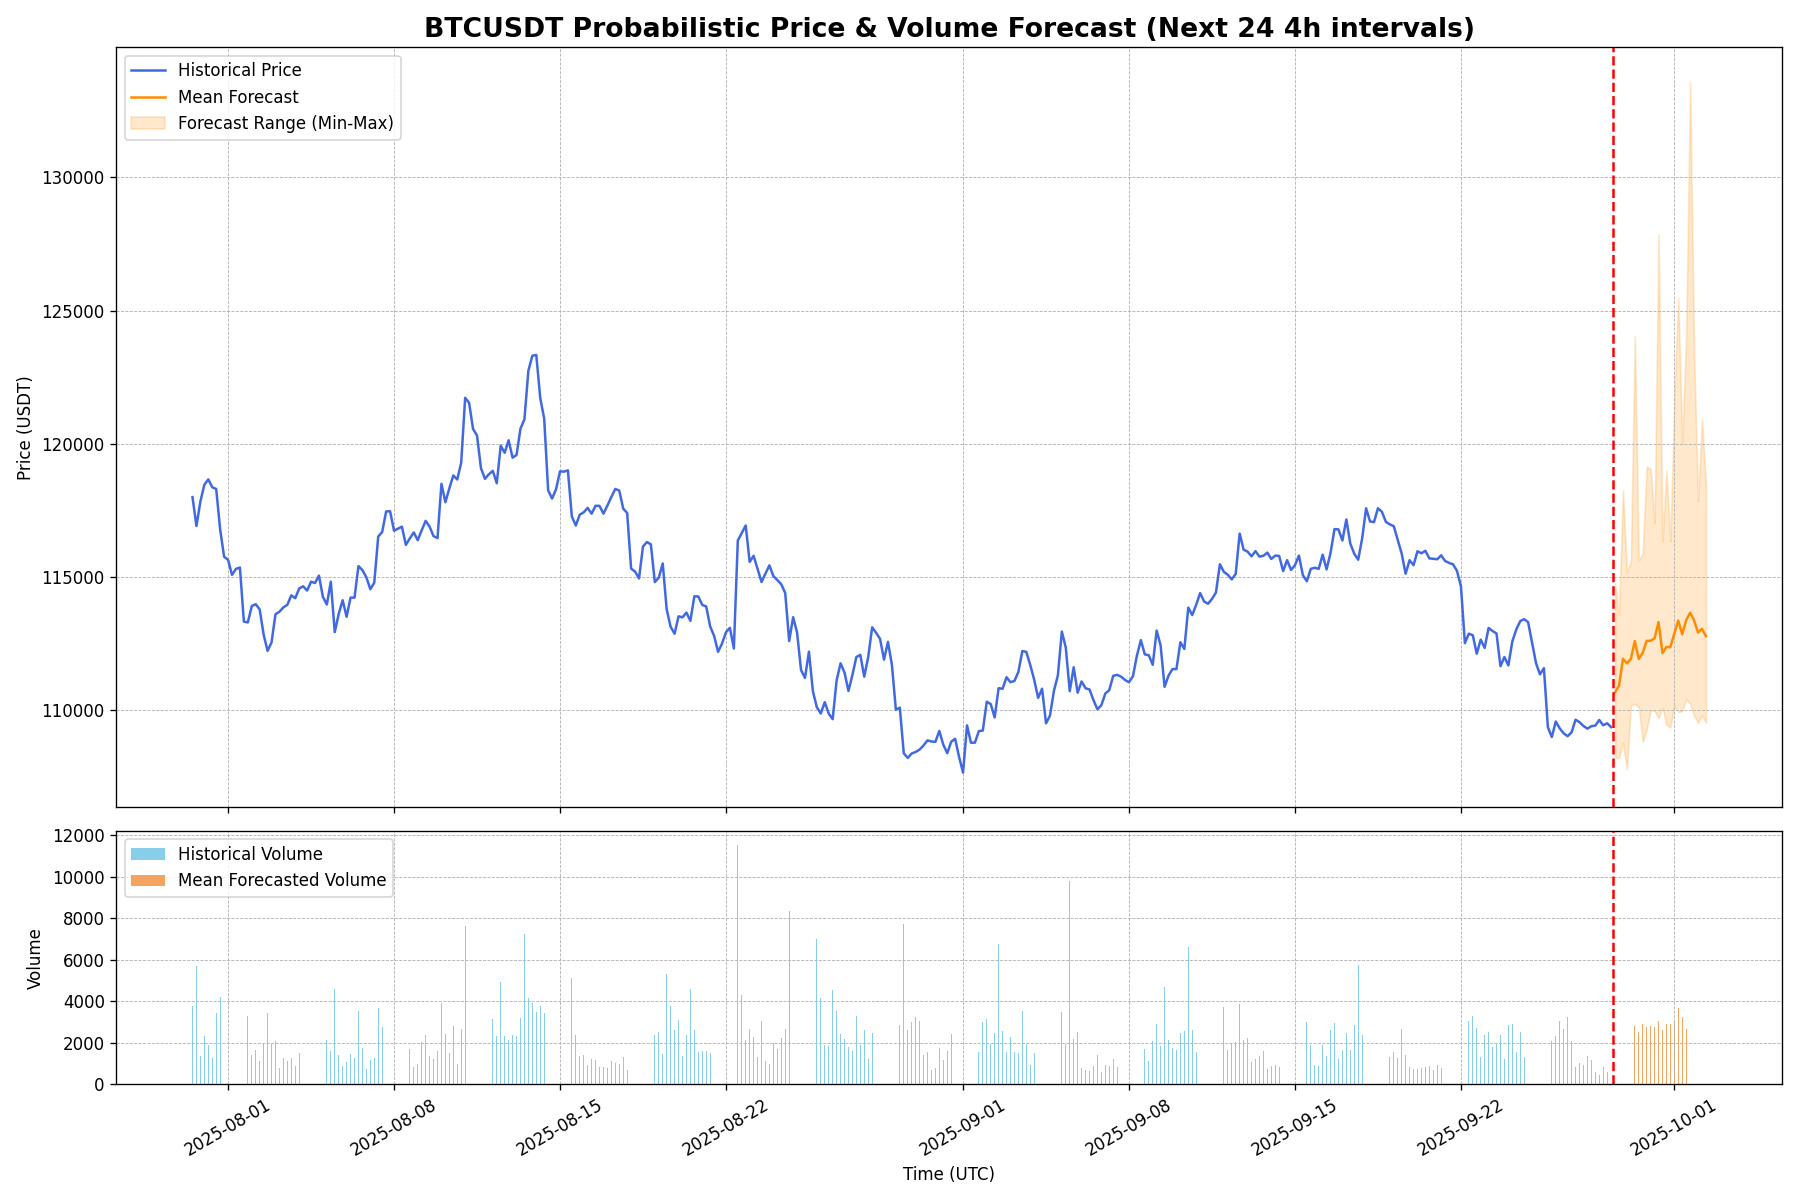 BTCUSDT Probabilistic Price & Volume Forecast (Next 24 4h intervals)
Historical Price
Mean Forecast
Forecast Range (Min-Max)
Price (USDT)
130000
125000
120000
115000
110000
Historical Volume
Mean Forecasted Volume
Volume
12000
10000
8000
6000
4000
2000
0
2025-08-01
2025-08-08
2025-08-15
2025-08-22
2025-09-01
2025-09-08
2025-09-15
2025-09-22
2025-10-01
Time (UTC)